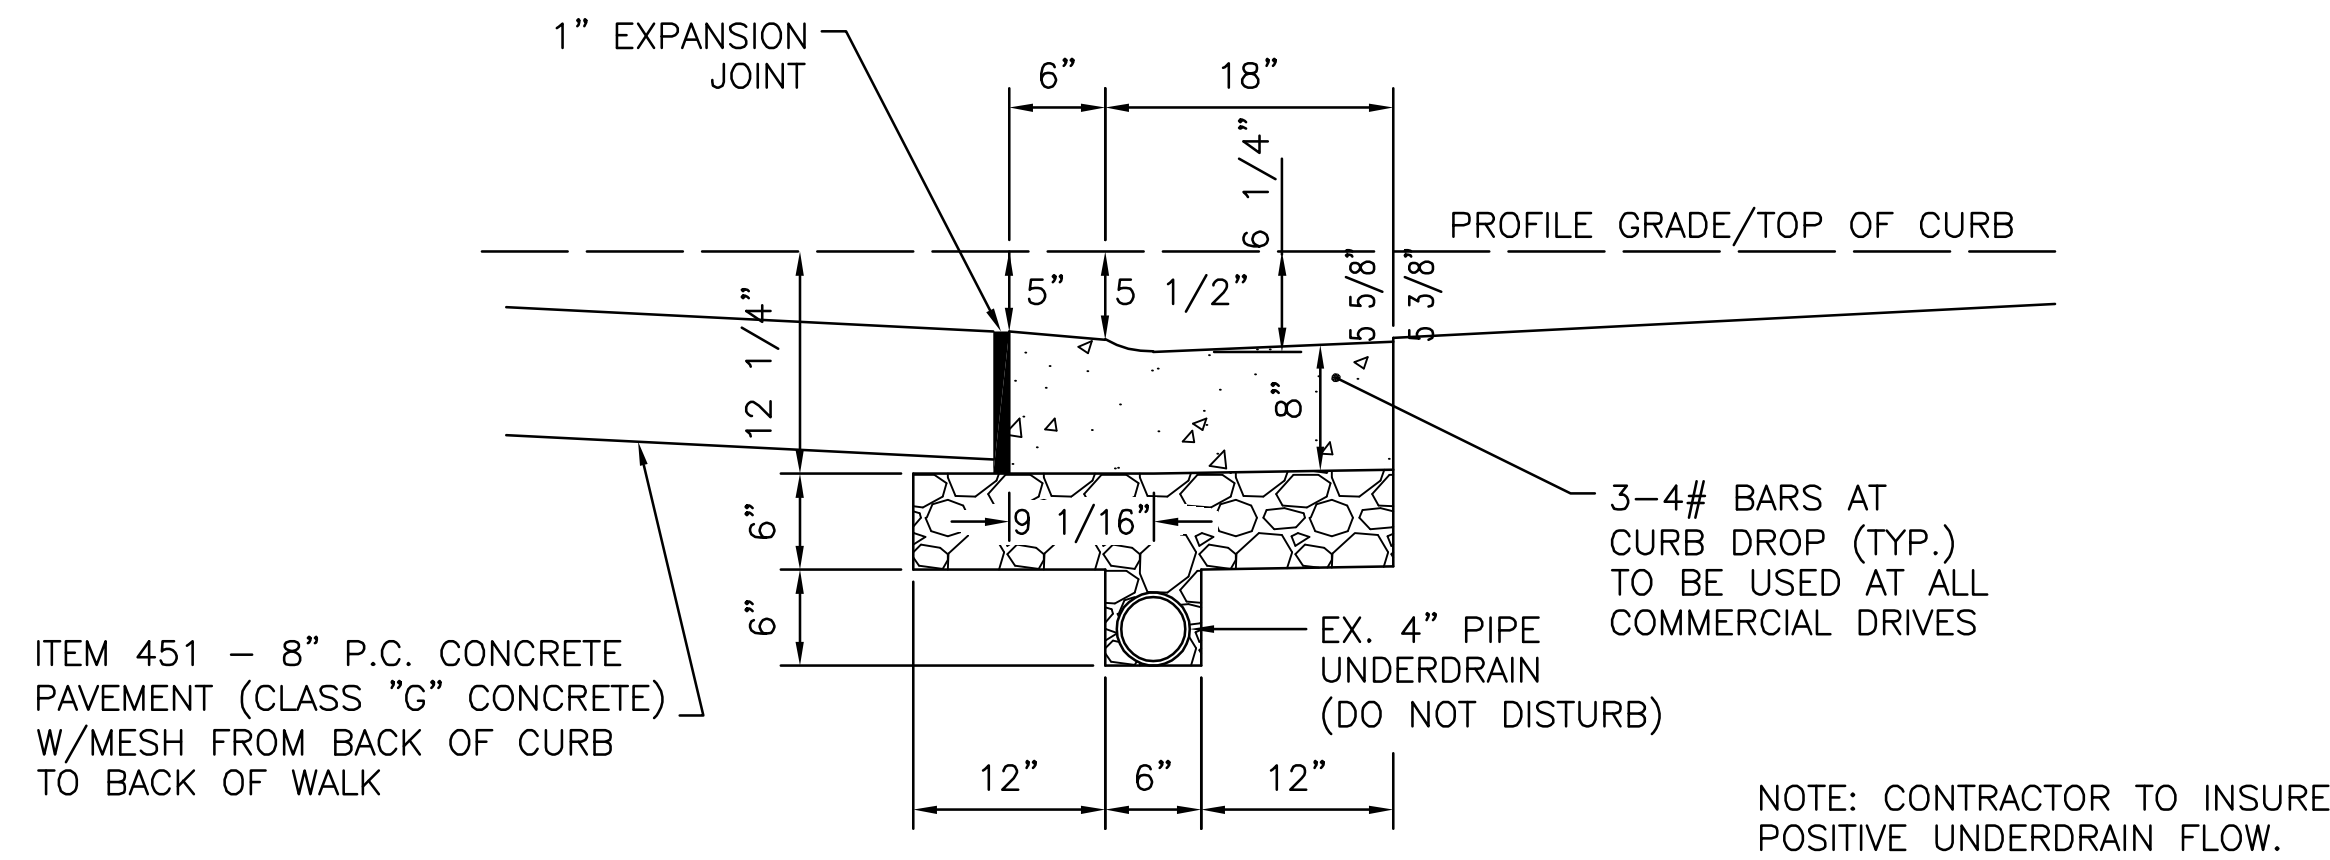 1” EXPANSION
JOINT
6”
18”
6 1/4”
PROFILE GRADE/TOP OF CURB
5”
5 1/2”
5 5/8”
5 3/8”
12 1/4”
8”
6”
9 1/16”
3-4# BARS AT
CURB DROP (TYP.)
TO BE USED AT ALL
COMMERCIAL DRIVES
6”
ITEM 451 – 8” P.C. CONCRETE
PAVEMENT (CLASS ”G” CONCRETE)
W/MESH FROM BACK OF CURB
TO BACK OF WALK
EX. 4” PIPE
UNDERDRAIN
(DO NOT DISTURB)
12”
6”
12”
NOTE: CONTRACTOR TO INSURE
POSITIVE UNDERDRAIN FLOW.